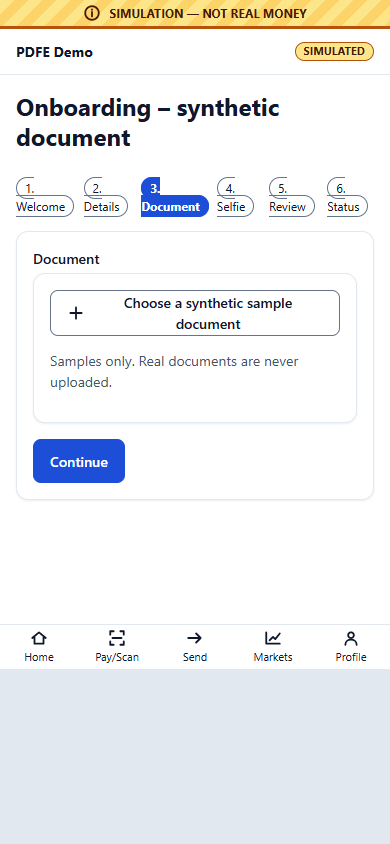 SIMULATION — NOT REAL MONEY
PDFE Demo
SIMULATED
Onboarding – synthetic
document
1.
Welcome
2.
Details
3.
Document
4.
Selfie
5.
Review
6.
Status
Document
Choose a synthetic sample
document
Samples only. Real documents are never
uploaded.
Continue
Home
Pay/Scan
Send
Markets
Profile